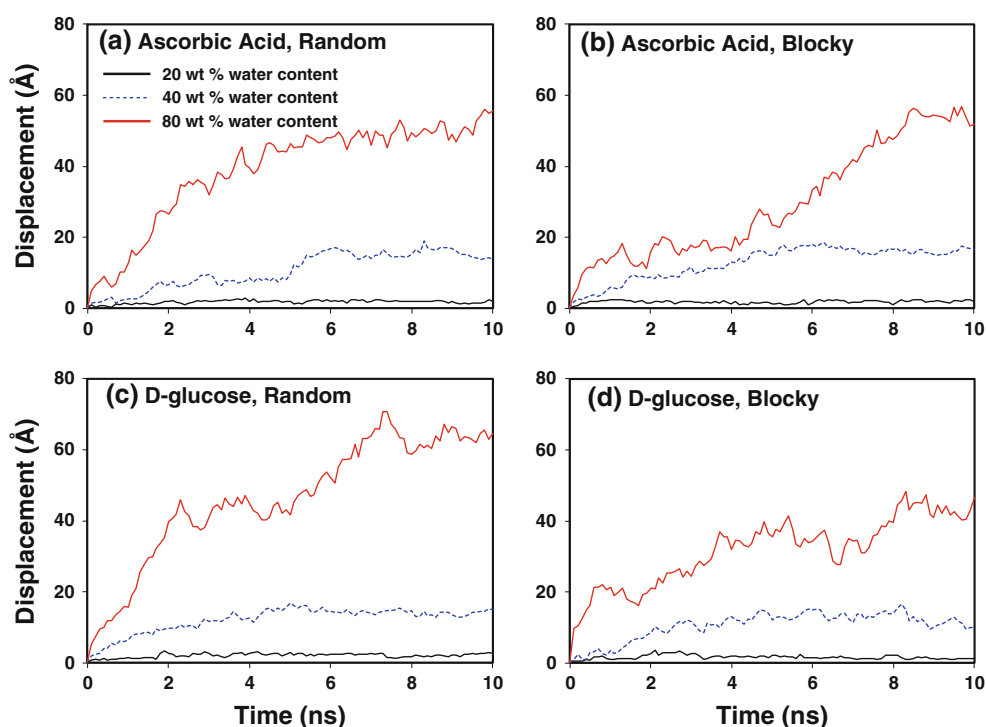 (a) Ascorbic Acid, Random
20 wt % water content
40 wt % water content
80 wt % water content
Displacement (Å)
80
60
40
20
0
0 2 4 6 8 10
(b) Ascorbic Acid, Blocky
80
60
40
20
0
0 2 4 6 8 10
(c) D-glucose, Random
Displacement (Å)
80
60
40
20
0
0 2 4 6 8 10
Time (ns)
(d) D-glucose, Blocky
80
60
40
20
0
0 2 4 6 8 10
Time (ns)